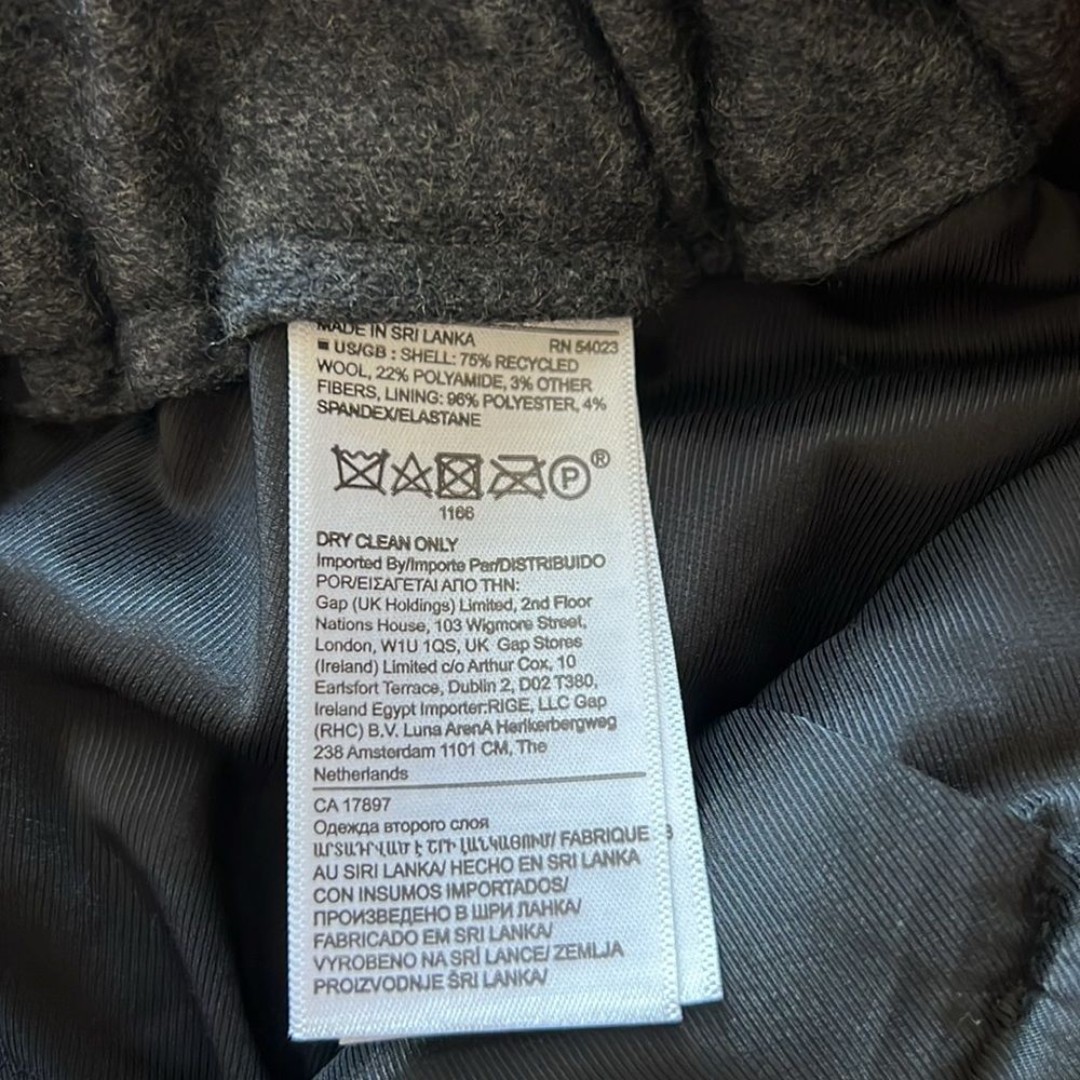 MADE IN SRI LANKA RN 54023
■ US/GB : SHELL: 75% RECYCLED
WOOL, 22% POLYAMIDE, 3% OTHER
FIBERS, LINING: 96% POLYESTER, 4%
SPANDEX/ELASTANE
P®
1166
DRY CLEAN ONLY
Imported By/Importe Par/DISTRIBUIDO
POR/ΕΙΣΑΓΕΤΑΙ ΑΠΟ ΤΗΝ:
Gap (UK Holdings) Limited, 2nd Floor
Nations House, 103 Wigmore Street,
London, W1U 1QS, UK Gap Stores
(Ireland) Limited c/o Arthur Cox, 10
Earlsfort Terrace, Dublin 2, D02 T380,
Ireland Egypt Importer:RIGE, LLC Gap
(RHC) B.V. Luna ArenA Herikerbergweg
238 Amsterdam 1101 CM, The
Netherlands
CA 17897
Одежда второго слоя
ԱՐՏԱԴՐՎԱԾ Է ՇՐԻ ԼԱՆԿԱՅՈՒՄ/ FABRIQUE
AU SIRI LANKA/ HECHO EN SRI LANKA
CON INSUMOS IMPORTADOS/
ПРОИЗВЕДЕНО В ШРИ ЛАНКА/
FABRICADO EM SRI LANKA/
VYROBENO NA SRÍ LANCE/ ZEMLJA
PROIZVODNJE ŠRI LANKA/